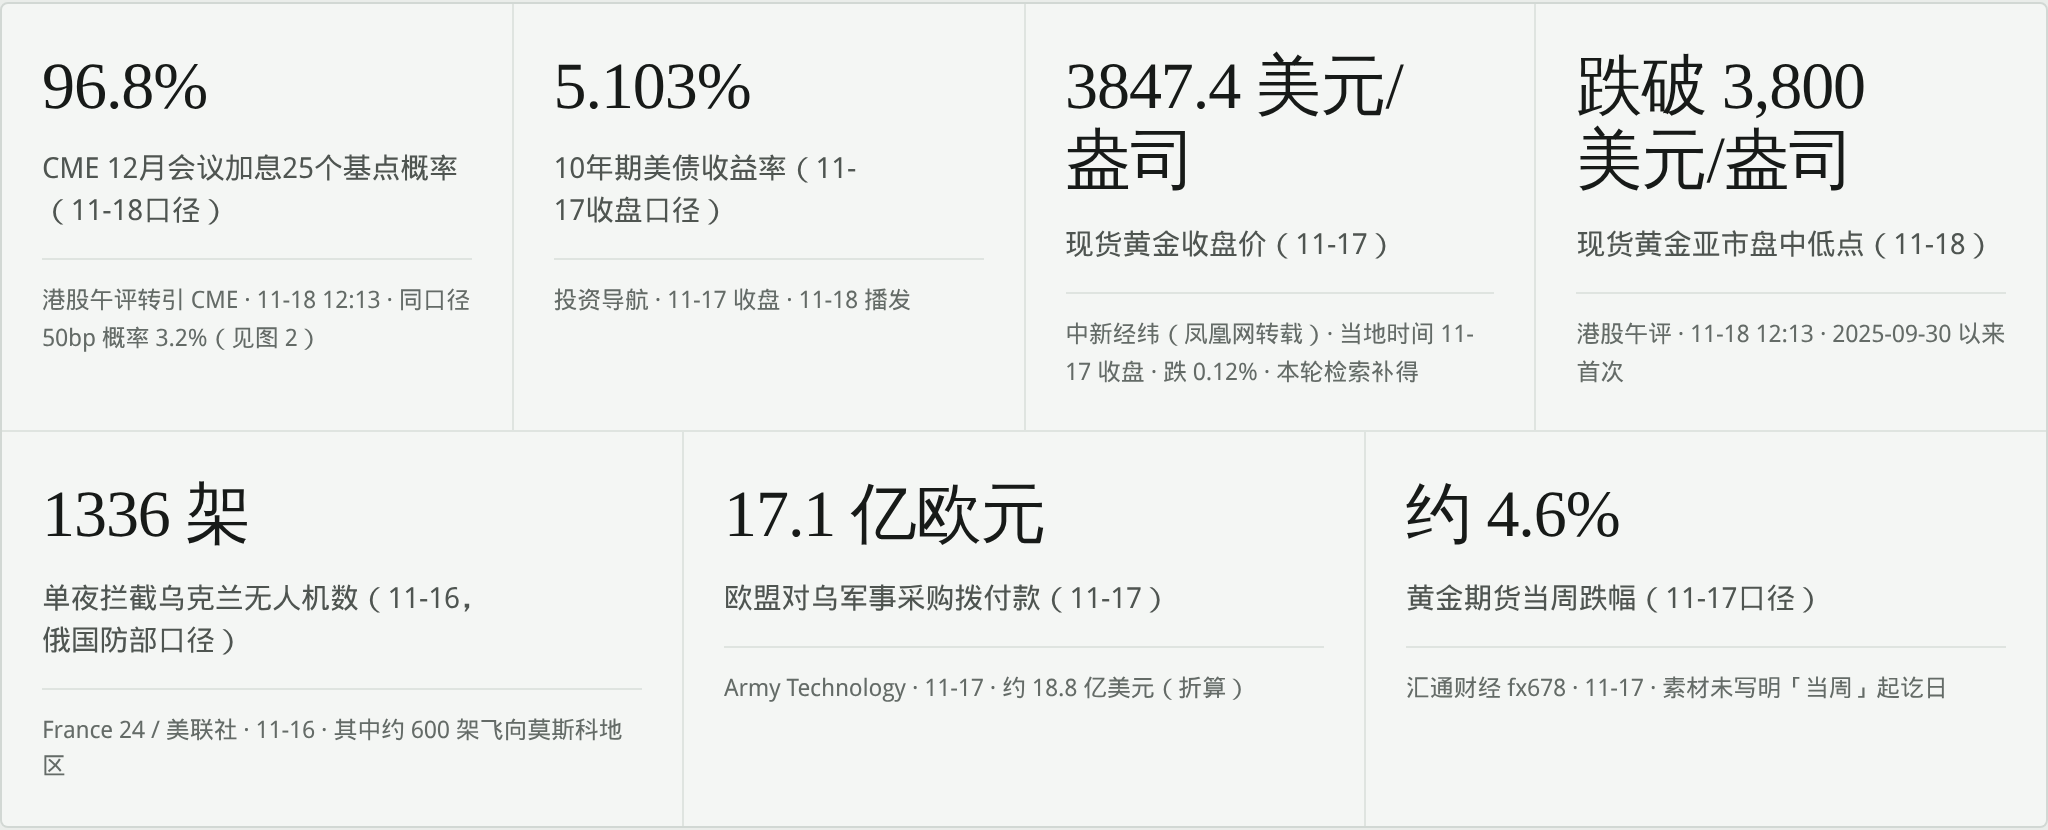 96.8%
CME 12月会议加息25个基点概率
（11-18口径）
港股午评转引 CME · 11-18 12:13 · 同口径
50bp 概率 3.2%（见图 2）
5.103%
10年期美债收益率（11-
17收盘口径）
投资导航 · 11-17 收盘 · 11-18 播发
3847.4 美元/
盎司
现货黄金收盘价（11-17）
中新经纬（凤凰网转载）· 当地时间 11-
17 收盘 · 跌 0.12% · 本轮检索补得
跌破 3,800
美元/盎司
现货黄金亚市盘中低点（11-18）
港股午评 · 11-18 12:13 · 2025-09-30 以来
首次
1336 架
单夜拦截乌克兰无人机数（11-16，
俄国防部口径）
France 24 / 美联社 · 11-16 · 其中约 600 架飞向莫斯科地
区
17.1 亿欧元
欧盟对乌军事采购拨付款（11-17）
Army Technology · 11-17 · 约 18.8 亿美元（折算）
约 4.6%
黄金期货当周跌幅（11-17口径）
汇通财经 fx678 · 11-17 · 素材未写明「当周」起讫日